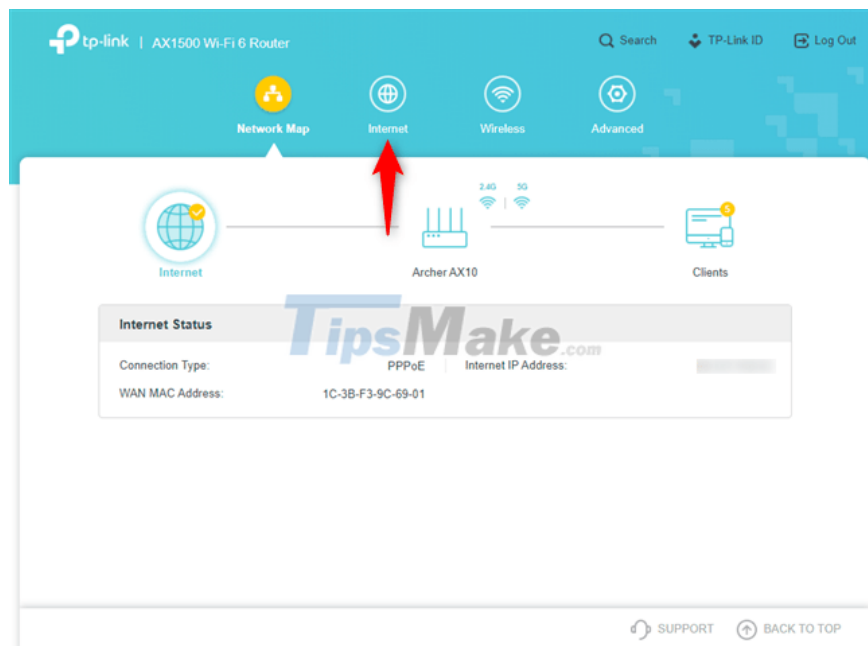 tp-link | AX1500 Wi-Fi 6 Router
Search TP-Link ID Log Out
Network Map Internet Wireless Advanced
2.4G 5G
5
Internet Archer AX10 Clients
TipsMake.com
Internet Status
Connection Type: PPPoE Internet IP Address:
WAN MAC Address: 1C-3B-F3-9C-69-01
SUPPORT BACK TO TOP